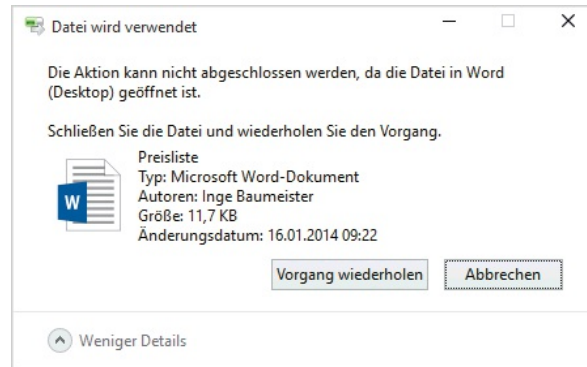 Datei wird verwendet
Die Aktion kann nicht abgeschlossen werden, da die Datei in Word
(Desktop) geöffnet ist.
Schließen Sie die Datei und wiederholen Sie den Vorgang.
Preisliste
Typ: Microsoft Word-Dokument
Autoren: Inge Baumeister
Größe: 11,7 KB
Änderungsdatum: 16.01.2014 09:22
W
Vorgang wiederholen Abbrechen
Weniger Details